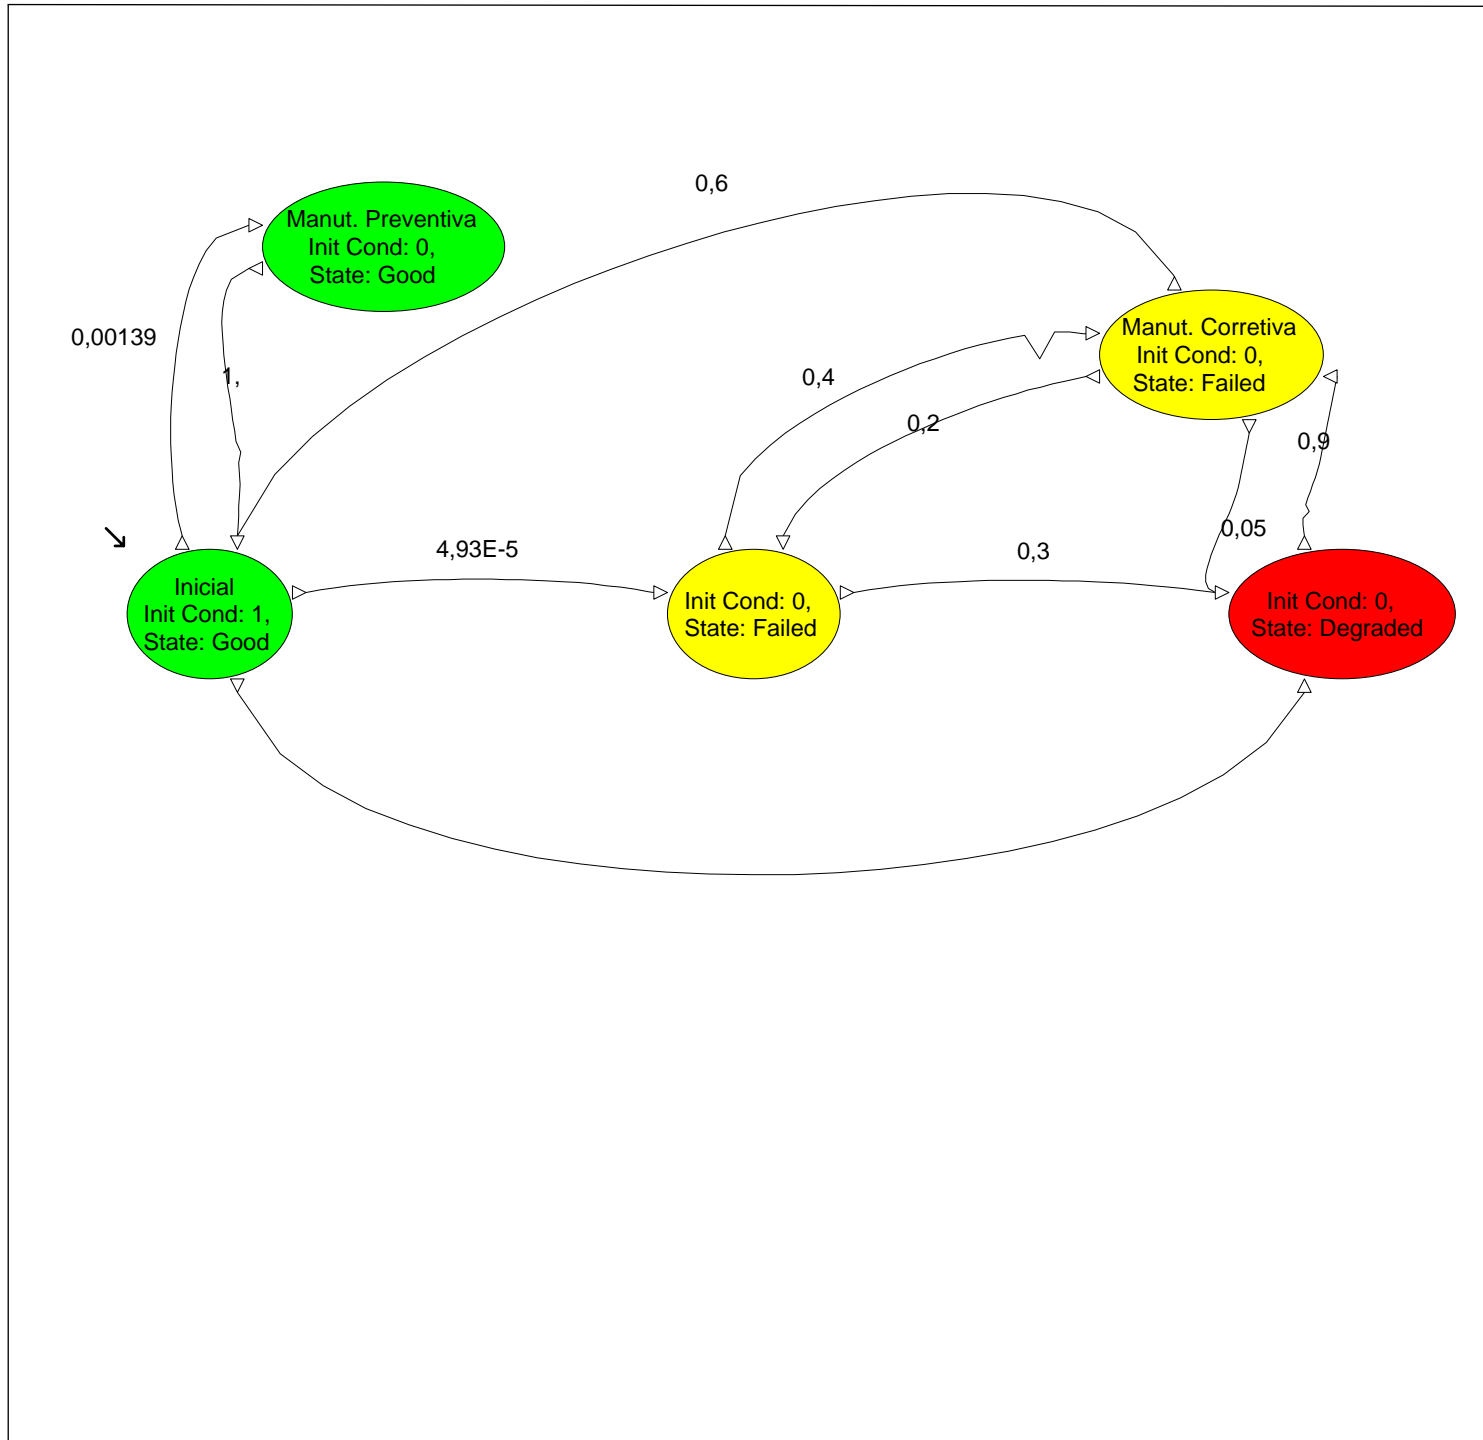 0,6
Manut. Preventiva
Init Cond: 0,
State: Good
0,00139
1,
Manut. Corretiva
Init Cond: 0,
State: Failed
0,4
0,2
0,9
0,05
4,93E-5
0,3
Inicial
Init Cond: 1,
State: Good
Init Cond: 0,
State: Failed
Init Cond: 0,
State: Degraded